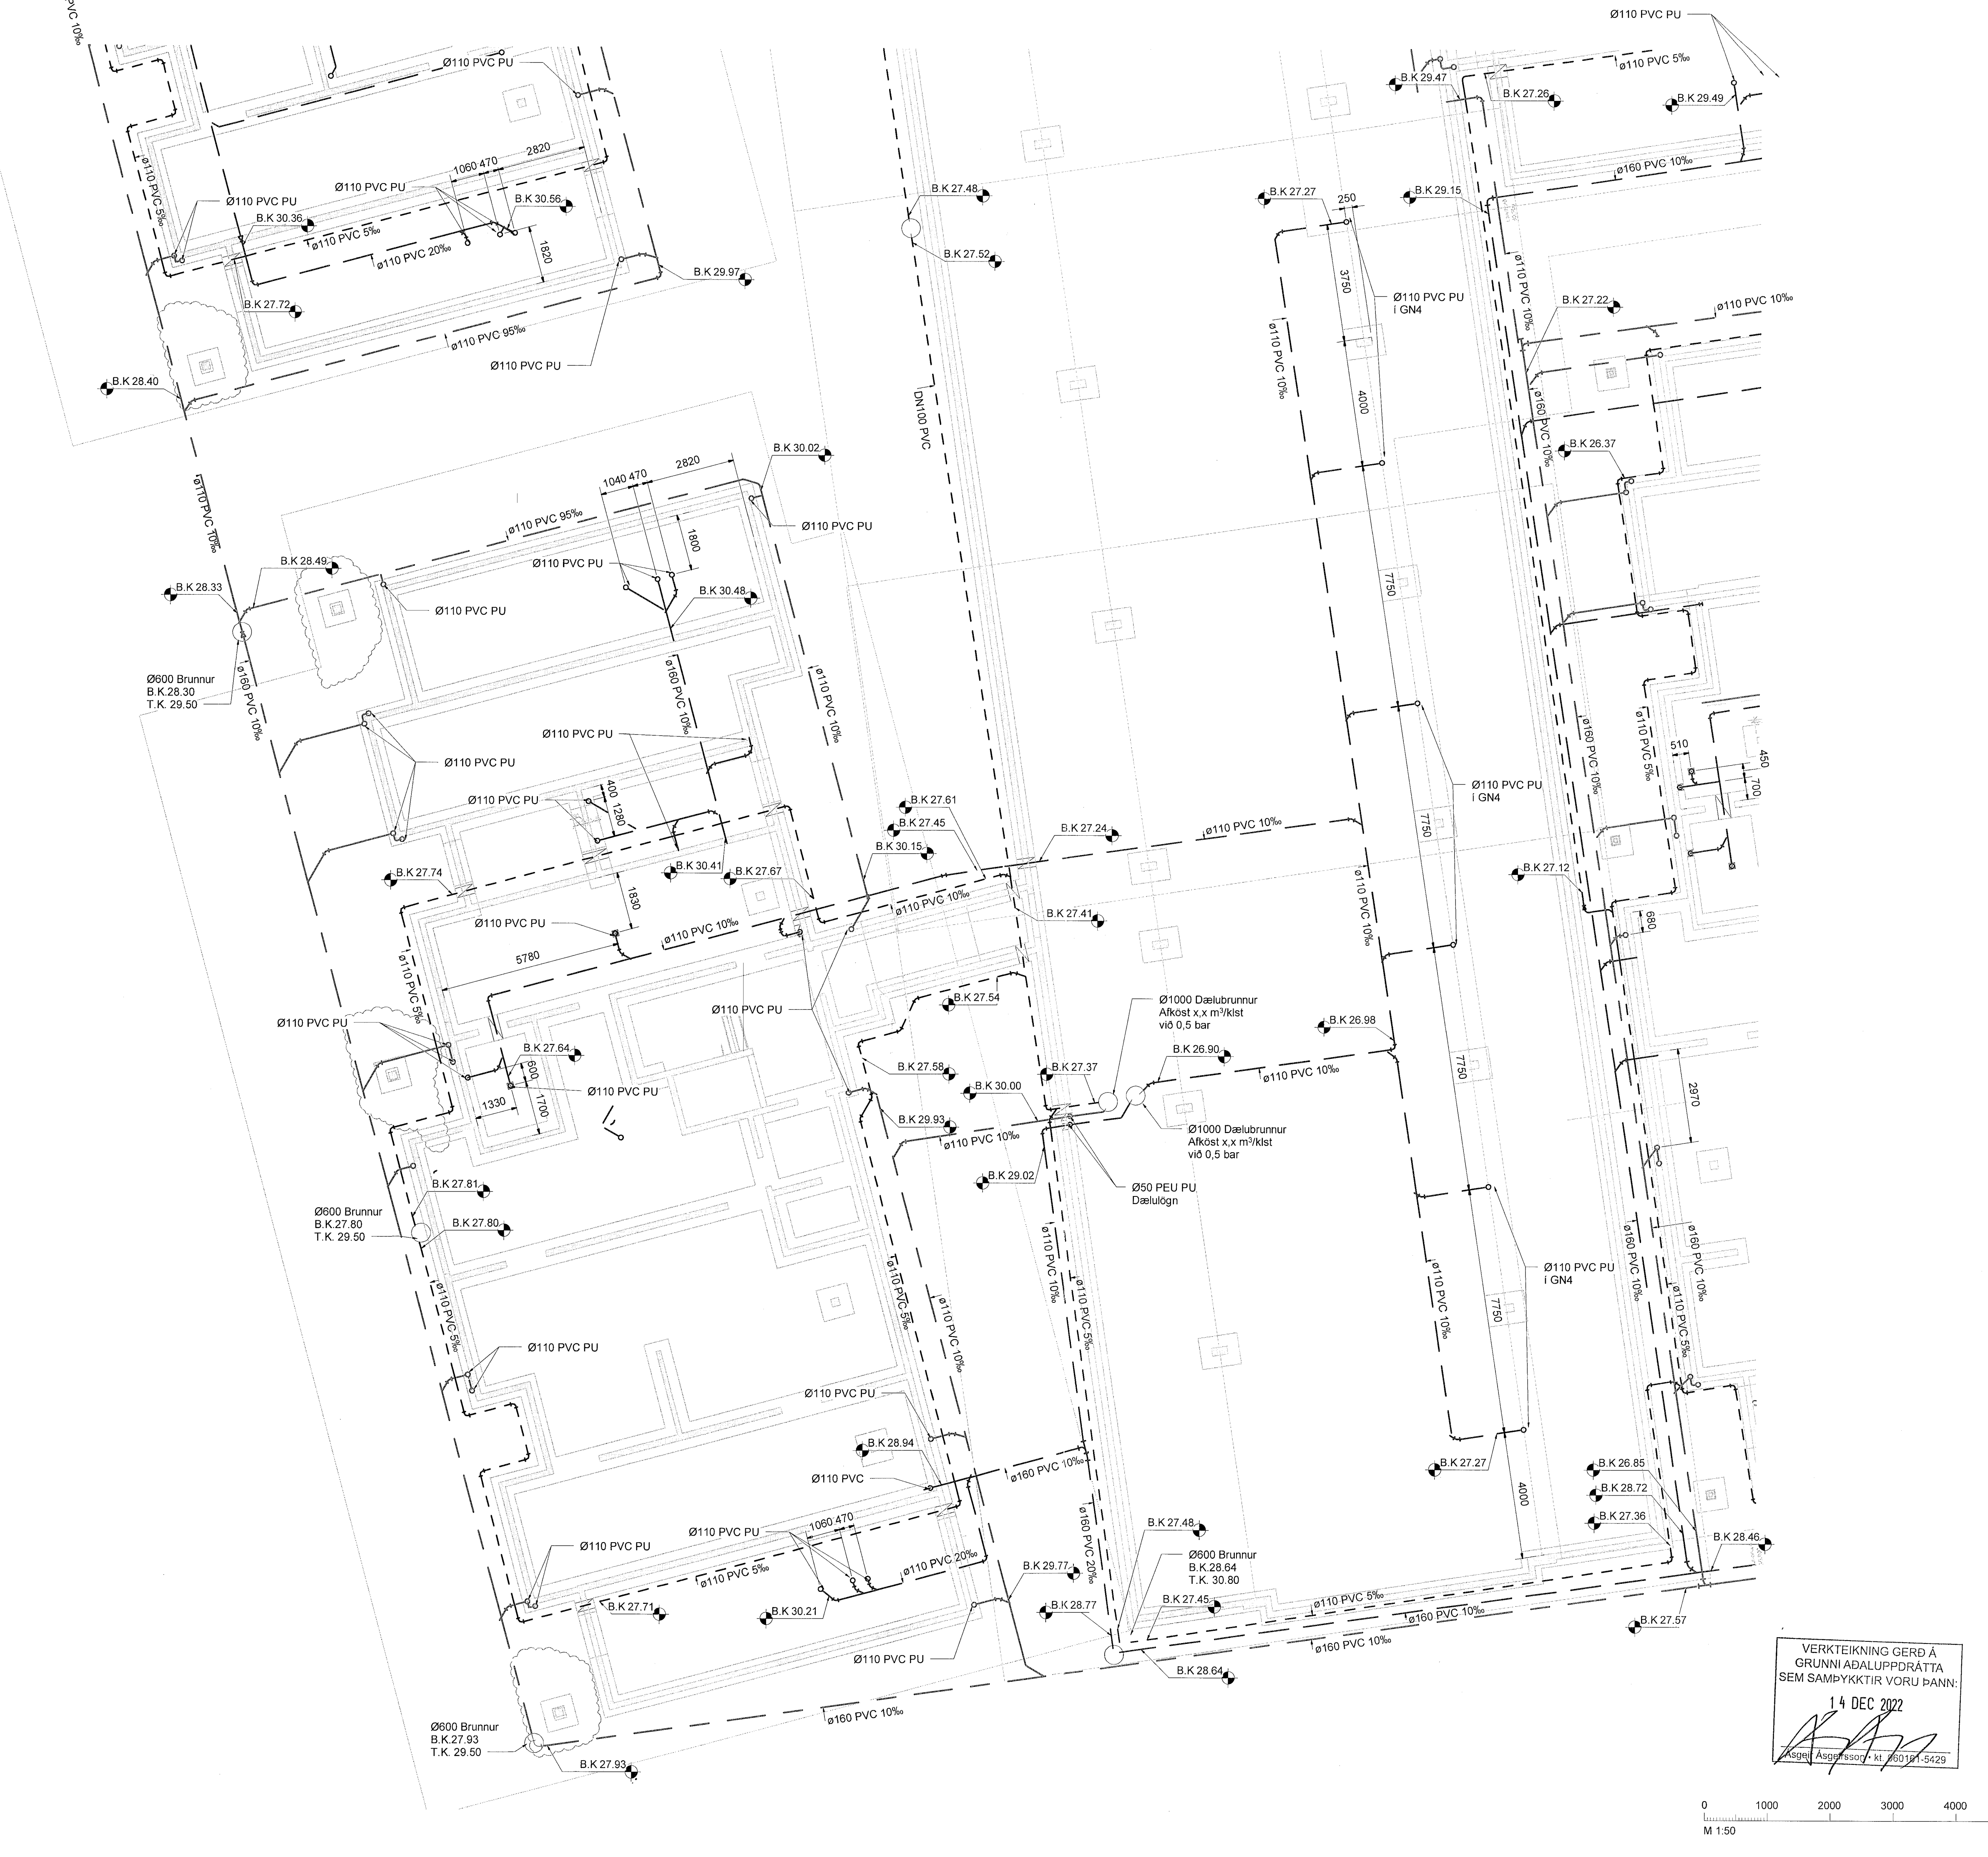 PVC 10‰
Ø110 PVC PU
Ø110 PVC PU
B.K 29.47
ø110 PVC 5‰
B.K 27.26
B.K 29.49
2820
1060 470
ø110 PVC 5‰
Ø110 PVC PU
Ø110 PVC PU
B.K 30.56
B.K 30.36
ø110 PVC 5‰
ø110 PVC 20‰
1820
B.K 29.97
B.K 27.72
ø110 PVC 95‰
Ø110 PVC PU
B.K 28.40
B.K 27.48
B.K 27.52
DN100 PVC
B.K 27.27
250
B.K 29.15
ø160 PVC 10‰
3750
Ø110 PVC PU
í GN4
ø110 PVC 10‰
B.K 27.22
ø110 PVC 10‰
ø110 PVC 10‰
4000
ø160 PVC 10‰
B.K 26.37
B.K 30.02
2820
1040 470
ø110 PVC 95‰
Ø110 PVC PU
1800
ø110 PVC 10‰
B.K 28.49
Ø110 PVC PU
B.K 28.33
B.K 30.48
Ø110 PVC PU
7750
Ø600 Brunnur
B.K.28.30
T.K. 29.50
ø160 PVC 10‰
ø160 PVC 10‰
ø110 PVC 10‰
Ø110 PVC PU
Ø110 PVC PU
Ø110 PVC PU
400
1280
ø160 PVC 10‰
ø110 PVC 5‰
510
450
700
Ø110 PVC PU
í GN4
B.K 27.61
B.K 27.45
B.K 27.24
ø110 PVC 10‰
7750
B.K 30.15
B.K 27.74
B.K 30.41
B.K 27.67
B.K 27.12
1830
ø110 PVC 10‰
ø110 PVC 10‰
B.K 27.41
ø110 PVC 10‰
680
Ø110 PVC PU
5780
ø110 PVC 5‰
Ø110 PVC PU
B.K 27.54
Ø1000 Dælubrunnur
Afköst x,x m³/klst
við 0,5 bar
B.K 26.98
Ø110 PVC PU
B.K 27.64
600
Ø110 PVC PU
1330
1700
B.K 27.58
B.K 27.37
B.K 26.90
B.K 30.00
ø110 PVC 10‰
7750
2970
B.K 29.93
ø110 PVC 10‰
Ø1000 Dælubrunnur
Afköst x,x m³/klst
við 0,5 bar
B.K 29.02
Ø50 PEU PU
Dælulögn
B.K 27.81
Ø600 Brunnur
B.K.27.80
T.K. 29.50
B.K 27.80
ø110 PVC 5‰
ø110 PVC 5‰
ø110 PVC 10‰
ø110 PVC 10‰
ø110 PVC 5‰
ø110 PVC 10‰
ø160 PVC 10‰
ø160 PVC 10‰
ø110 PVC 5‰
Ø110 PVC PU
í GN4
7750
Ø110 PVC PU
Ø110 PVC PU
B.K 28.94
Ø110 PVC
ø160 PVC 10‰
B.K 27.27
B.K 26.85
B.K 28.72
B.K 27.36
B.K 28.46
4000
1060 470
Ø110 PVC PU
Ø110 PVC PU
ø110 PVC 5‰
ø110 PVC 20‰
ø160 PVC 20‰
B.K 27.48
Ø600 Brunnur
B.K.28.64
T.K. 30.80
B.K 29.77
B.K 27.71
B.K 30.21
B.K 28.77
B.K 27.45
ø110 PVC 5‰
ø160 PVC 10‰
ø160 PVC 10‰
B.K 27.57
Ø110 PVC PU
B.K 28.64
ø160 PVC 10‰
Ø600 Brunnur
B.K.27.93
T.K. 29.50
B.K 27.93
VERKTEIKNING GERÐ Á
GRUNNI AÐALUPPDRÁTTA
SEM SAMÞYKKTIR VORU ÞANN:
14 DEC 2022
Ásgeir Ásgeirsson • kt. 060161-5429
0 1000 2000 3000 4000
M 1:50